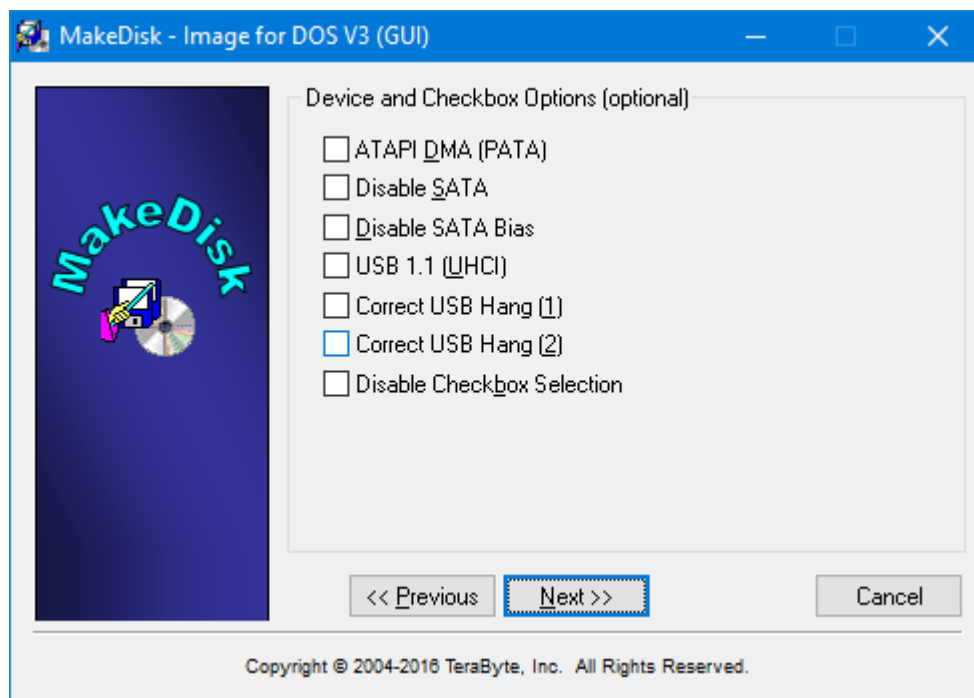 MakeDisk - Image for DOS V3 (GUI)
MakeDisk
Device and Checkbox Options (optional)
ATAPI DMA (PATA)
Disable SATA
Disable SATA Bias
USB 1.1 (UHCI)
Correct USB Hang (1)
Correct USB Hang (2)
Disable Checkbox Selection
<< Previous
Next >>
Cancel
Copyright © 2004-2016 TeraByte, Inc. All Rights Reserved.